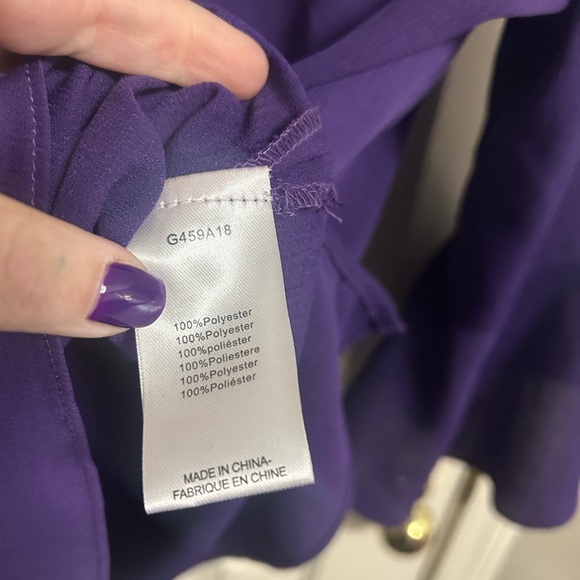 G459A18
100%Polyester
100%Polyester
100%poliéster
100%Poliestere
100%Polyester
100%Poliéster
MADE IN CHINA-
FABRIQUE EN CHINE